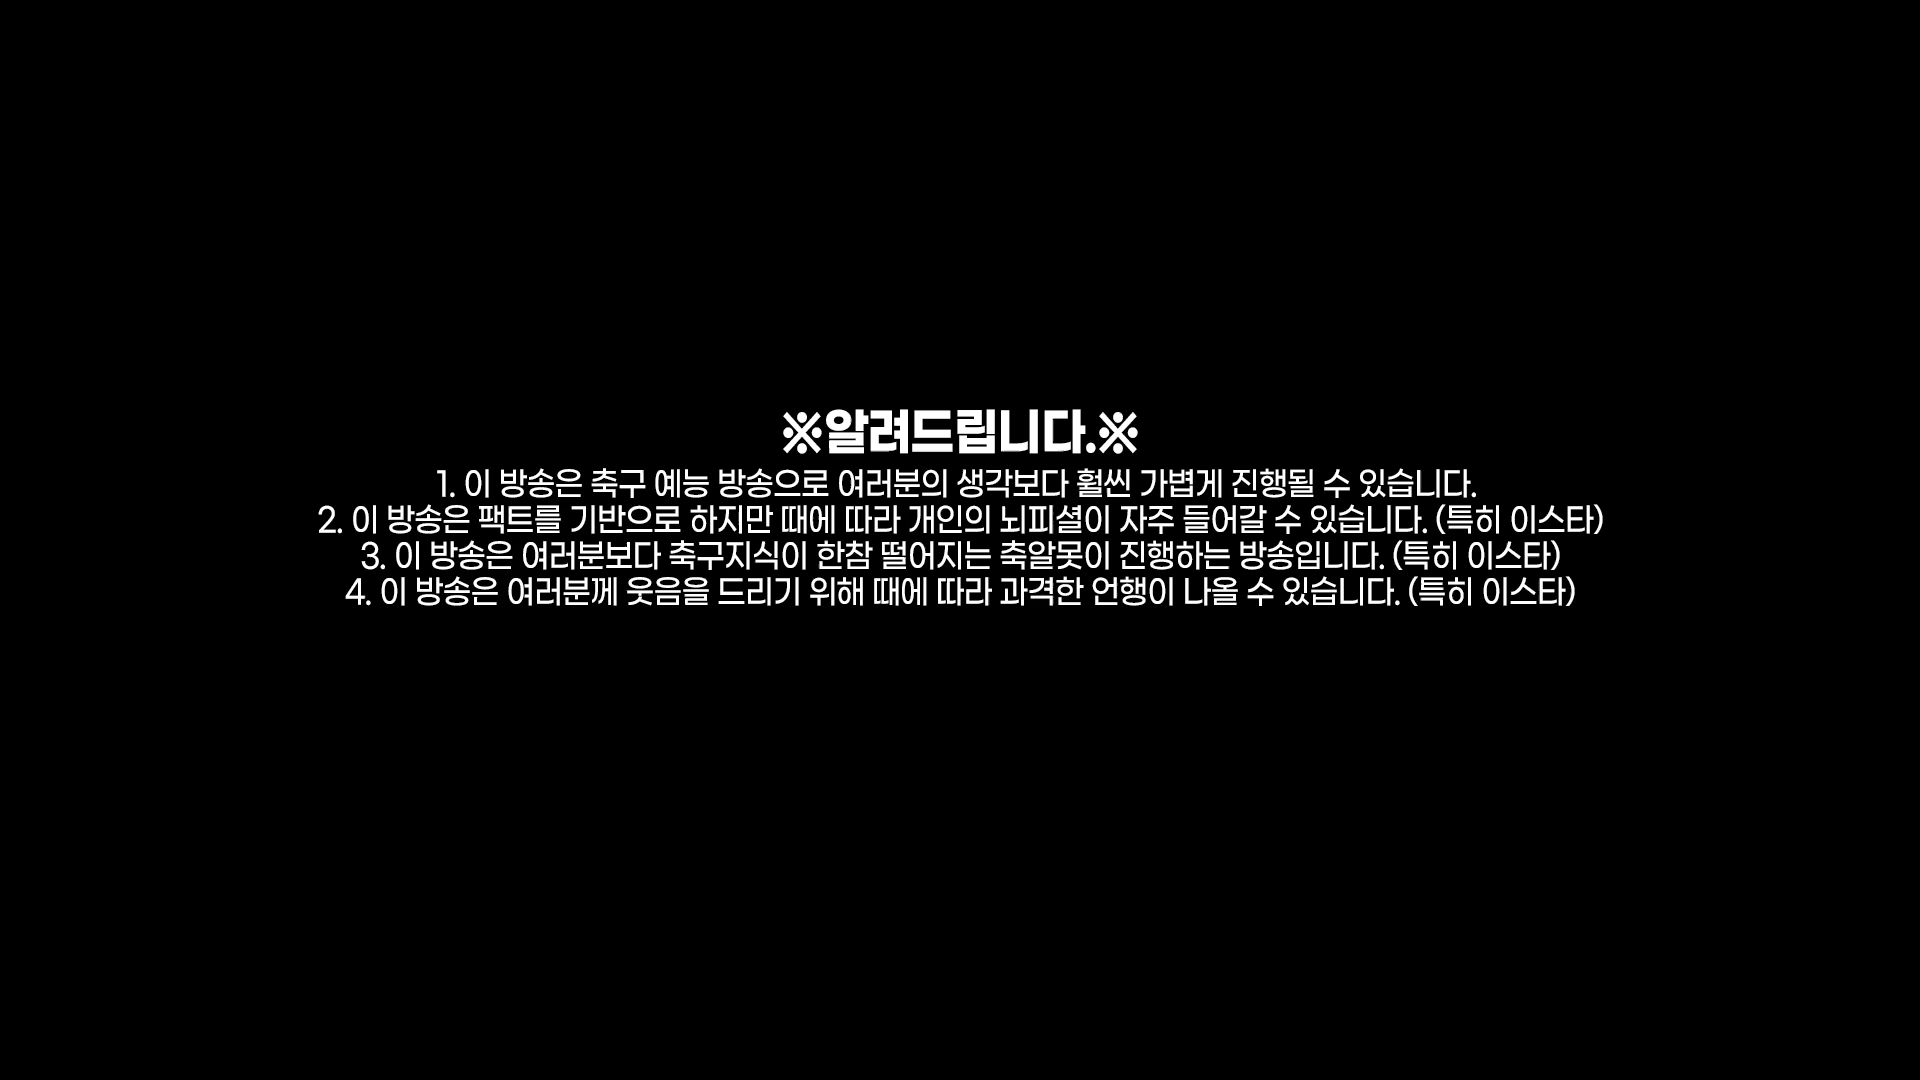 ※알려드립니다.※
1. 이 방송은 축구 예능 방송으로 여러분의 생각보다 훨씬 가볍게 진행될 수 있습니다.
2. 이 방송은 팩트를 기반으로 하지만 때에 따라 개인의 뇌피셜이 자주 들어갈 수 있습니다. (특히 이스타)
3. 이 방송은 여러분보다 축구지식이 한참 떨어지는 축알못이 진행하는 방송입니다. (특히 이스타)
4. 이 방송은 여러분께 웃음을 드리기 위해 때에 따라 과격한 언행이 나올 수 있습니다. (특히 이스타)